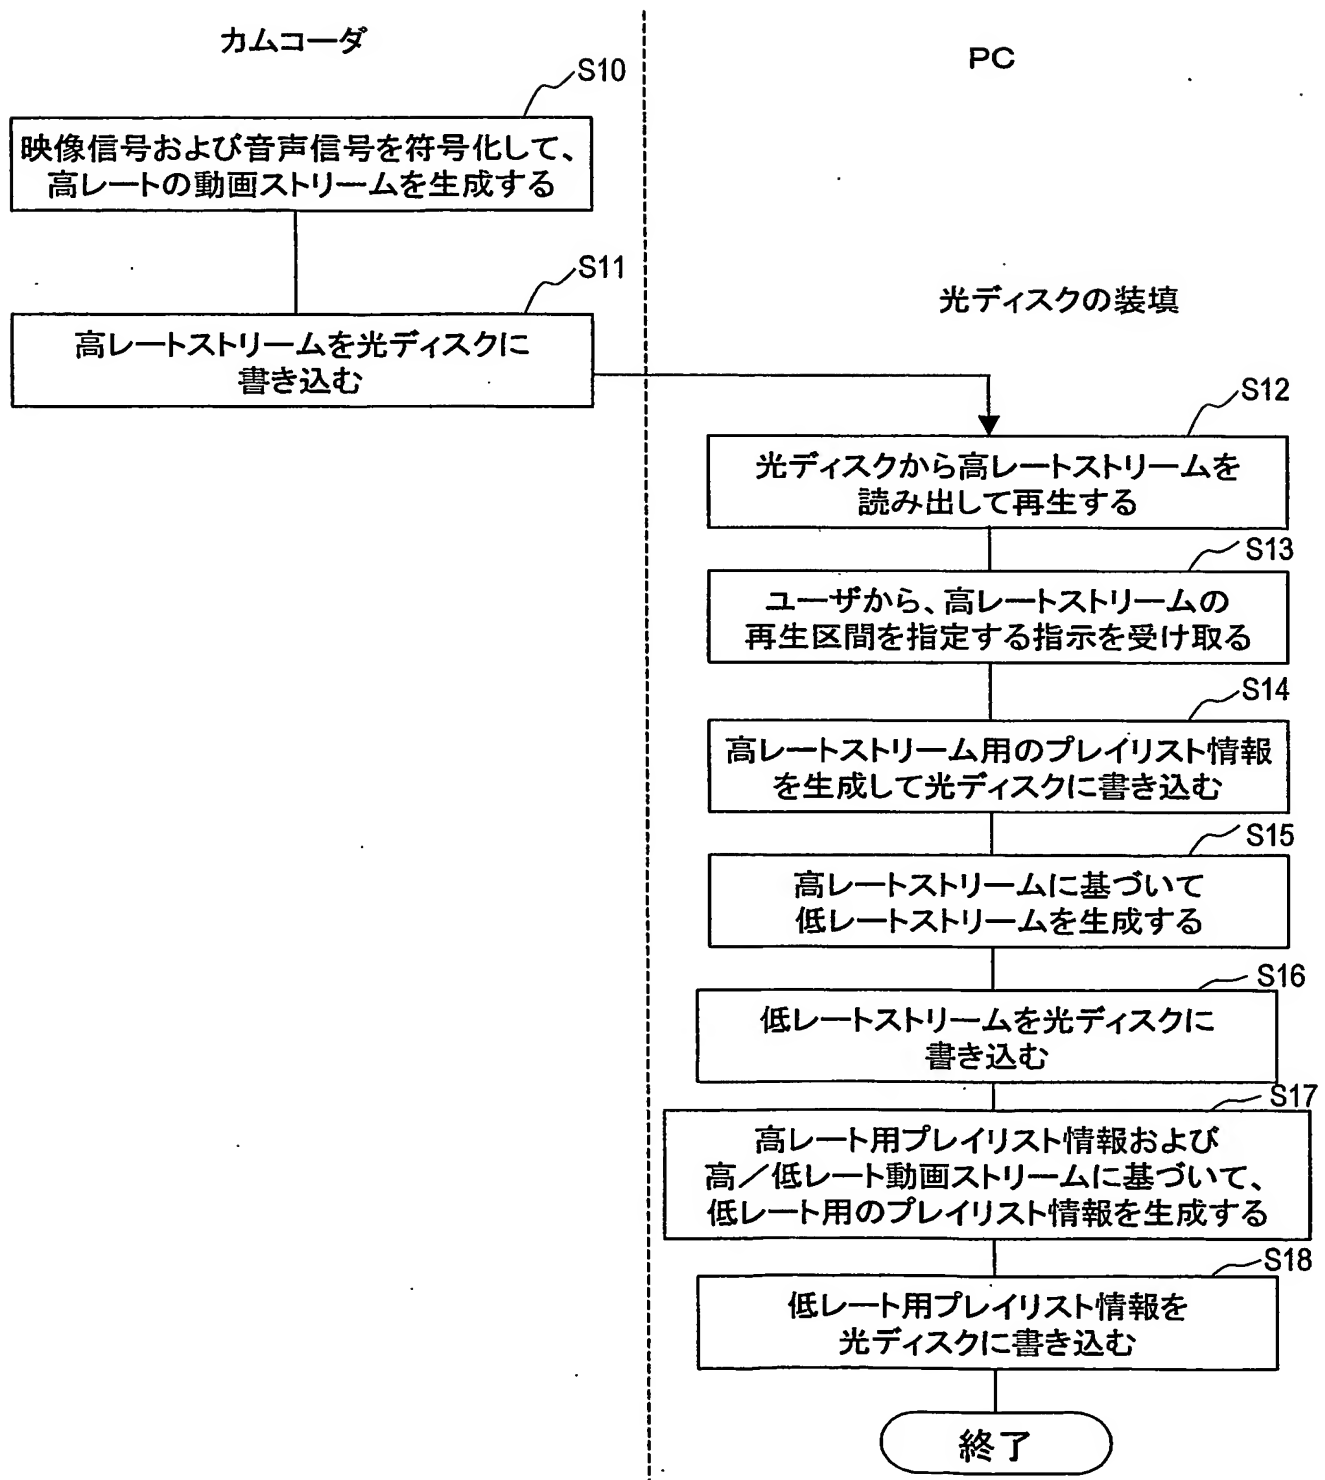 カムコーダ
S10
映像信号および音声信号を符号化して、
高レートの動画ストリームを生成する
S11
高レートストリームを光ディスクに
書き込む
PC
光ディスクの装填
S12
光ディスクから高レートストリームを
読み出して再生する
S13
ユーザから、高レートストリームの
再生区間を指定する指示を受け取る
S14
高レートストリーム用のプレイリスト情報
を生成して光ディスクに書き込む
S15
高レートストリームに基づいて
低レートストリームを生成する
S16
低レートストリームを光ディスクに
書き込む
S17
高レート用プレイリスト情報および
高／低レート動画ストリームに基づいて、
低レート用のプレイリスト情報を生成する
S18
低レート用プレイリスト情報を
光ディスクに書き込む
終了